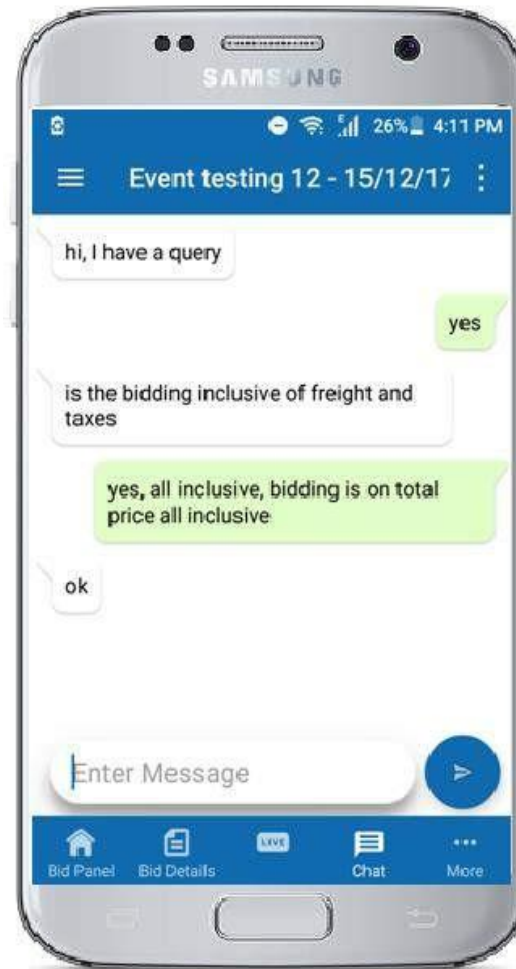 SAMSUNG
26% 4:11 PM
Event testing 12 - 15/12/17
hi, I have a query
yes
is the bidding inclusive of freight and
taxes
yes, all inclusive, bidding is on total
price all inclusive
ok
Enter Message
LIVE
Bid Panel Bid Details Chat More